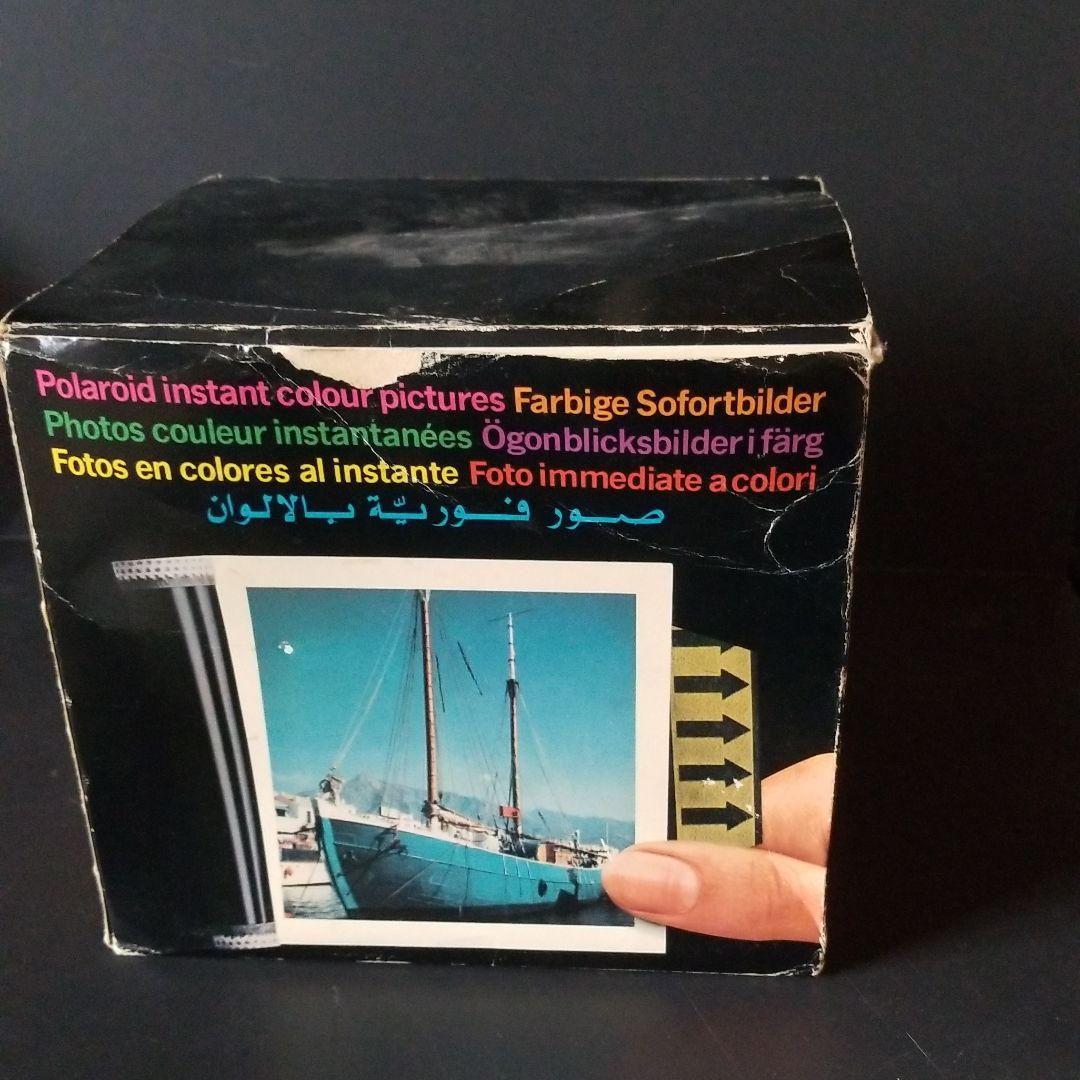 Polaroid instant colour pictures Farbige Sofortbilder
Photos couleur instantanées Ögonblicksbilder i färg
Fotos en colores al instante Foto immediate a colori
صور فوريّة بالالوان